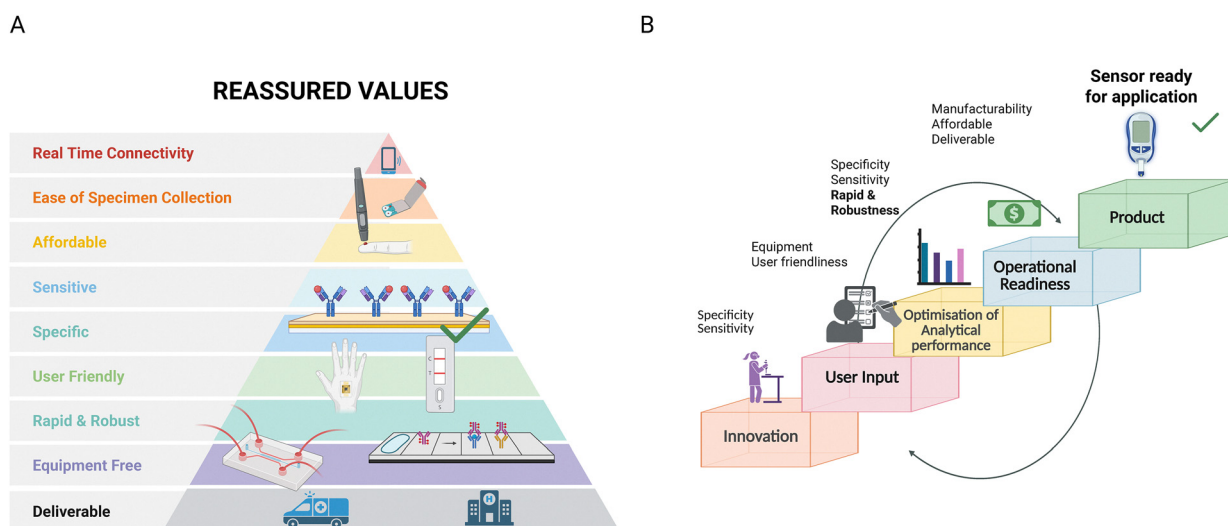 A
REASSURED VALUES
Real Time Connectivity
Ease of Specimen Collection
Affordable
Sensitive
Specific
User Friendly
Rapid & Robust
Equipment Free
Deliverable
C
T
S
H
B
Sensor ready
for application
Manufacturability
Affordable
Deliverable
Specificity
Sensitivity
Rapid &
Robustness
Equipment
User friendliness
Specificity
Sensitivity
$
Product
Operational
Readiness
Optimisation of
Analytical
performance
User Input
Innovation